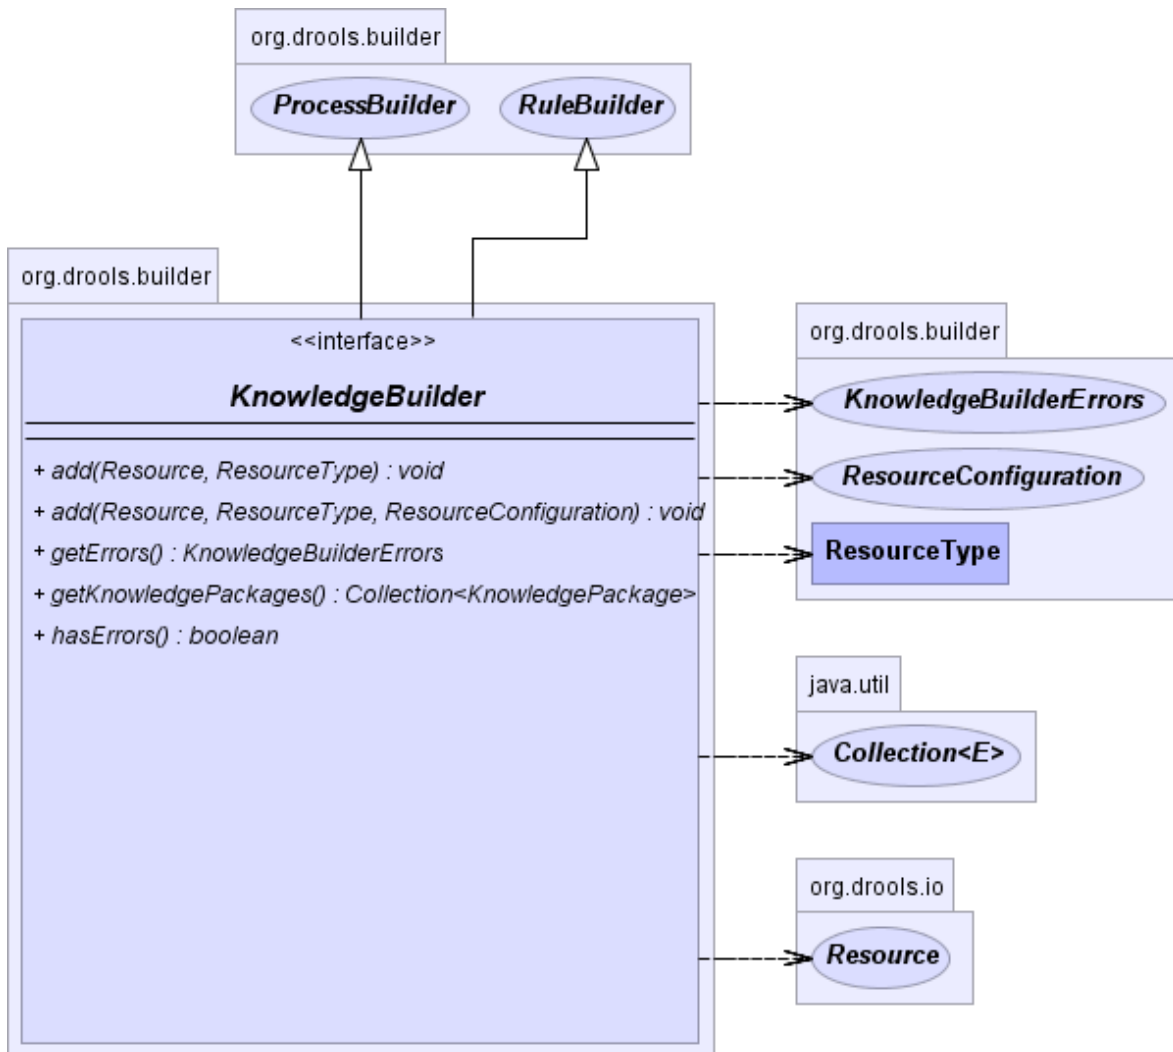 org.drools.builder
ProcessBuilder
RuleBuilder
org.drools.builder
<<interface>>
KnowledgeBuilder
+ add(Resource, ResourceType) : void
+ add(Resource, ResourceType, ResourceConfiguration) : void
+ getErrors() : KnowledgeBuilderErrors
+ getKnowledgePackages() : Collection<KnowledgePackage>
+ hasErrors() : boolean
org.drools.builder
KnowledgeBuilderErrors
ResourceConfiguration
ResourceType
java.util
Collection<E>
org.drools.io
Resource